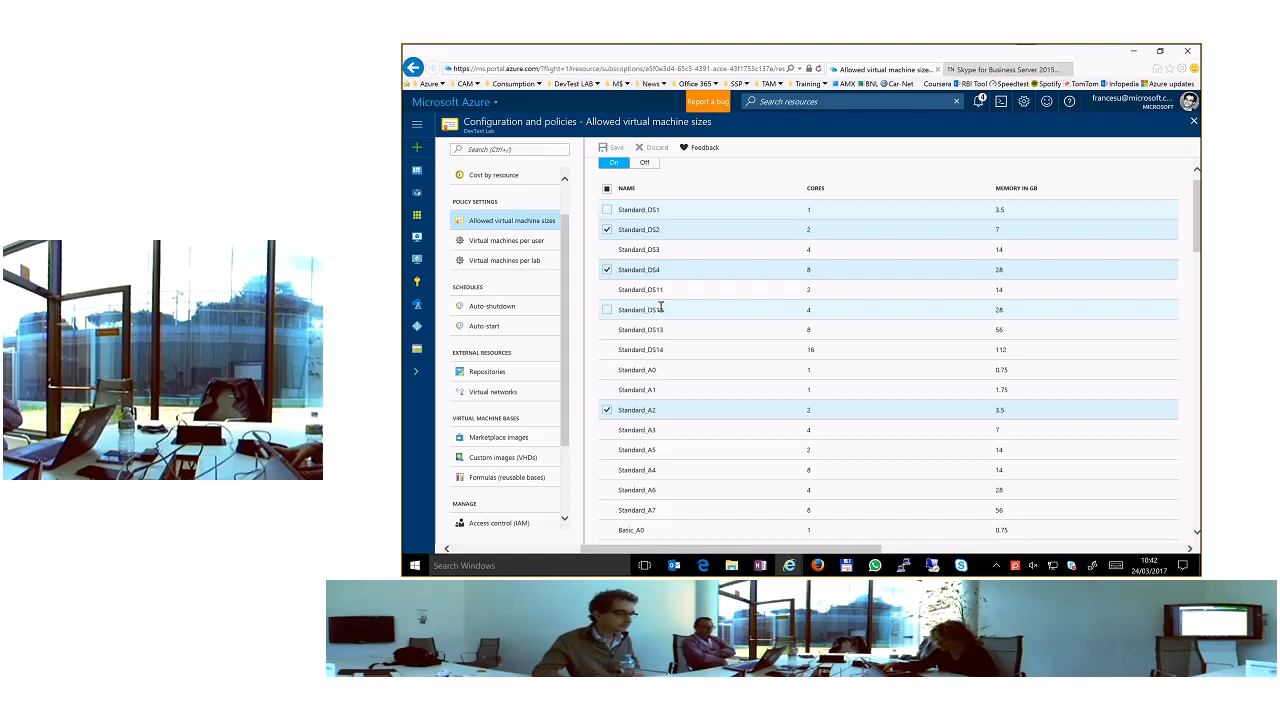 https://ms.portal.azure.com/?flight=1#resource/subscriptions/a5f0e3d4-65c5-4391-acce-43f1753c137e/res
Allowed virtual machine size...
Skype for Business Server 2015...
Azure
CAM
Consumption
DevTest LAB
M$
News
Office 365
SSP
TAM
Training
AM
BNL
Car-Net
Coursera
RBI Tool
Speedtest
Spotify
TomTom
Infopedia
Azure updates
Microsoft Azure
Report a bug
Search resources
4
francesu@microsoft.c...
MICROSOFT
Configuration and policies - Allowed virtual machine sizes
DevTest Lab
Search (Ctrl+/)
Save
Discard
Feedback
On
Off
Cost by resource
POLICY SETTINGS
Allowed virtual machine sizes
Virtual machines per user
Virtual machines per lab
SCHEDULES
Auto-shutdown
Auto-start
EXTERNAL RESOURCES
Repositories
Virtual networks
VIRTUAL MACHINE BASES
Marketplace images
Custom images (VHDs)
Formulas (reusable bases)
MANAGE
Access control (IAM)
NAME CORES MEMORY IN GB
Standard_DS1 1 3.5
Standard_DS2 2 7
Standard_DS3 4 14
Standard_DS4 8 28
Standard_DS11 2 14
4 28
Standard_DS13 8 56
Standard_DS14 16 112
Standard_A0 1 0.75
Standard_A1 1 1.75
Standard_A2 2 3.5
Standard_A3 4 7
Standard_A5 2 14
Standard_A4 8 14
Standard_A6 4 28
Standard_A7 8 56
Basic_A0 1 0.75
Search Windows
10:42
24/03/2017